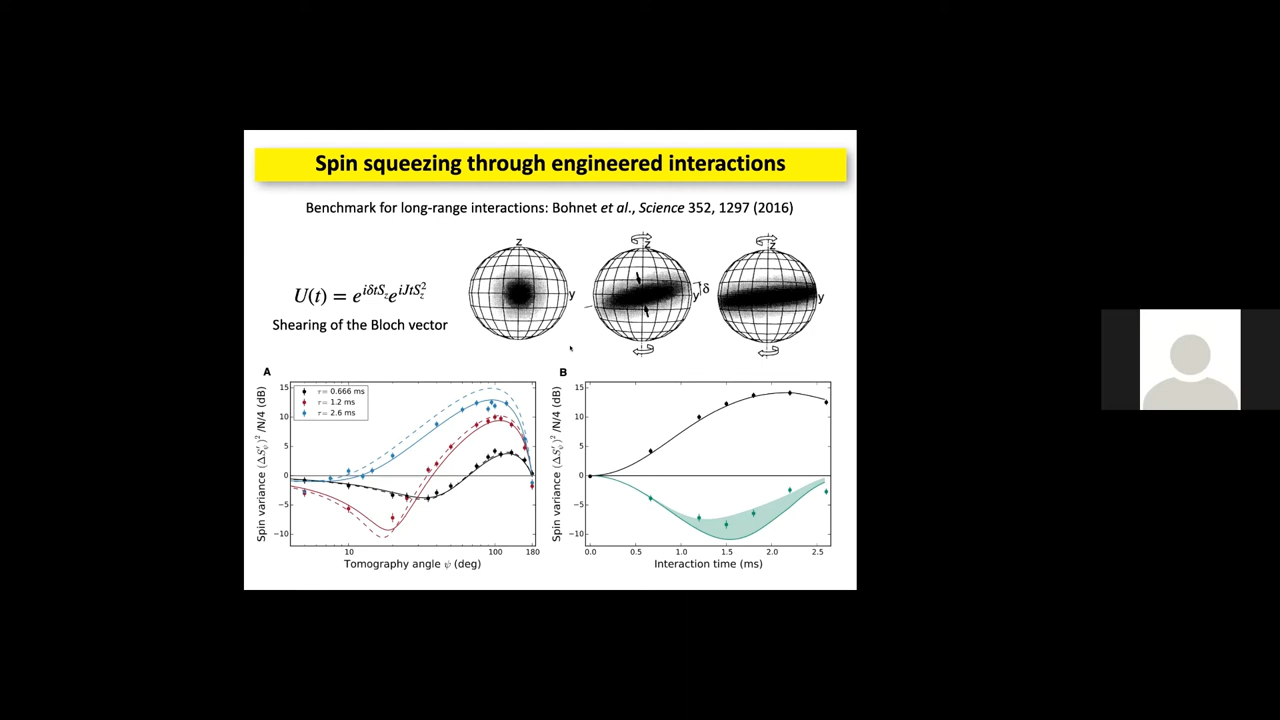 Spin squeezing through engineered interactions
Benchmark for long-range interactions: Bohnet et al., Science 352, 1297 (2016)
z
y
z
y
δ
z
y
U(t) = e^{iδtS_z}e^{iJtS_z^2}
Shearing of the Bloch vector
A
Spin variance (ΔS'_ψ)^2 /N/4 (dB)
15
10
5
0
−5
−10
τ = 0.666 ms
τ = 1.2 ms
τ = 2.6 ms
10
100
180
Tomography angle ψ (deg)
B
Spin variance (ΔS'_ψ)^2 /N/4 (dB)
15
10
5
0
−5
−10
0.0
0.5
1.0
1.5
2.0
2.5
Interaction time (ms)